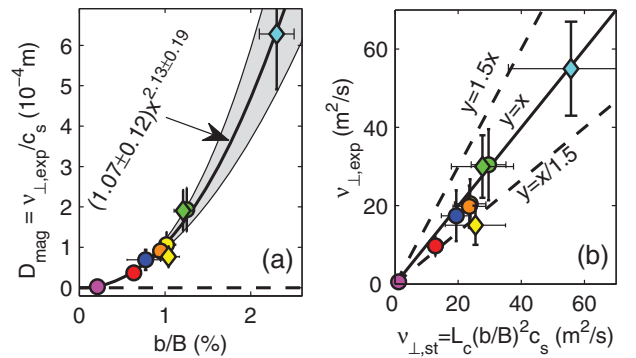 D_mag = ν_⊥,exp/c_s (10^-4 m)
6
5
4
3
2
1
0
(1.07±0.12)x^2.13±0.19
(a)
0
1
2
b/B (%)
ν_⊥,exp (m^2/s)
60
40
20
0
y=1.5x
y=x
y=x/1.5
(b)
0
20
40
60
ν_⊥,st=L_c(b/B)^2c_s (m^2/s)